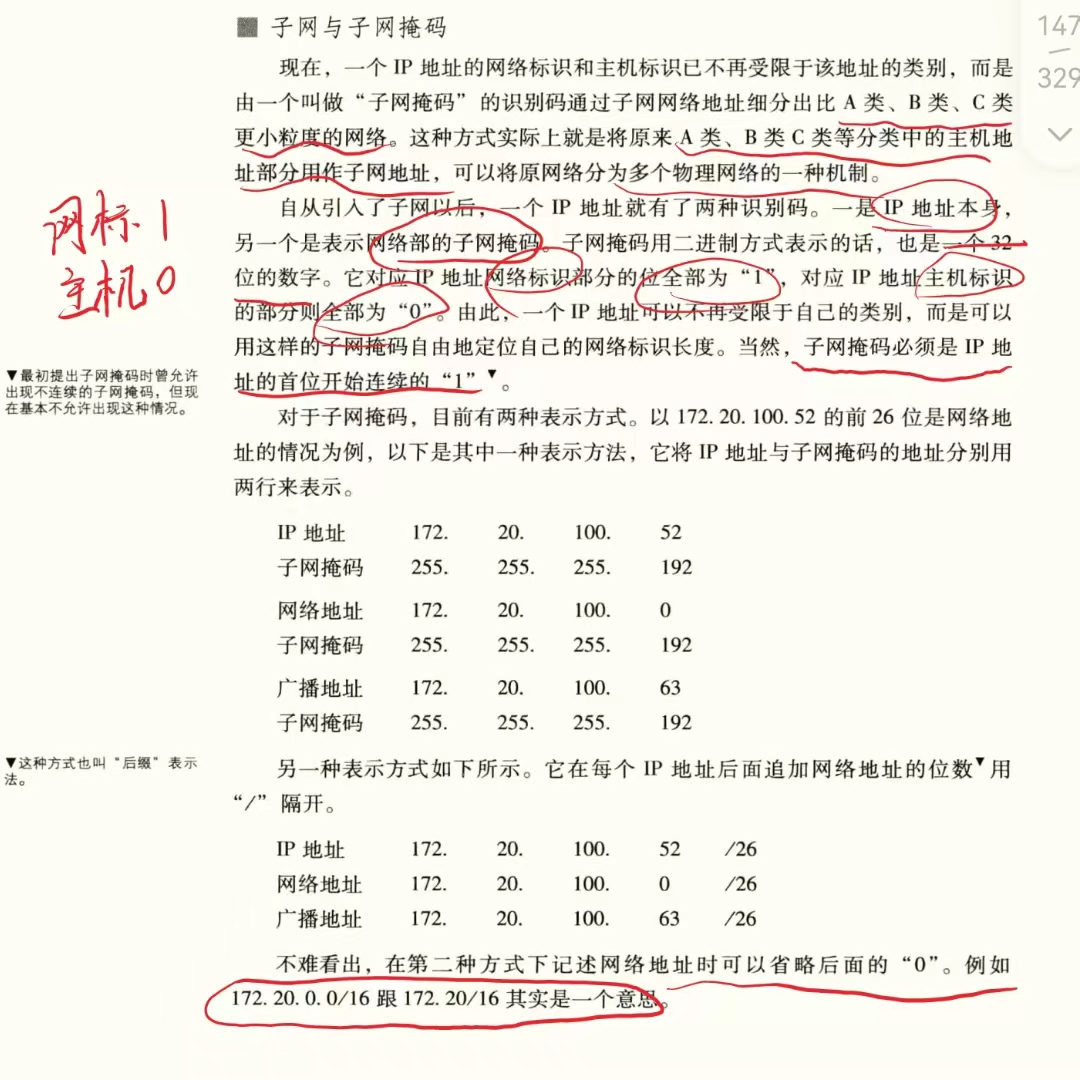 147
329
■ 子网与子网掩码
现在，一个 IP 地址的网络标识和主机标识已不再受限于该地址的类别，而是
由一个叫做“子网掩码”的识别码通过子网网络地址细分出比 A 类、B 类、C 类
更小粒度的网络。这种方式实际上就是将原来 A 类、B 类 C 类等分类中的主机地
址部分用作子网地址，可以将原网络分为多个物理网络的一种机制。
自从引入了子网以后，一个 IP 地址就有了两种识别码。一是 IP 地址本身，
另一个是表示网络部的子网掩码。子网掩码用二进制方式表示的话，也是一个 32
位的数字。它对应 IP 地址网络标识部分的位全部为“1”，对应 IP 地址主机标识
的部分则全部为“0”。由此，一个 IP 地址可以不再受限于自己的类别，而是可以
用这样的子网掩码自由地定位自己的网络标识长度。当然，子网掩码必须是 IP 地
址的首位开始连续的“1”▼。
网标 1
主机 0
▼最初提出子网掩码时曾允许
出现不连续的子网掩码，但现
在基本不允许出现这种情况。
对于子网掩码，目前有两种表示方式。以 172. 20. 100. 52 的前 26 位是网络地
址的情况为例，以下是其中一种表示方法，它将 IP 地址与子网掩码的地址分别用
两行来表示。
IP 地址 172. 20. 100. 52
子网掩码 255. 255. 255. 192
网络地址 172. 20. 100. 0
子网掩码 255. 255. 255. 192
广播地址 172. 20. 100. 63
子网掩码 255. 255. 255. 192
▼这种方式也叫“后缀”表示
法。
另一种表示方式如下所示。它在每个 IP 地址后面追加网络地址的位数▼用
“/”隔开。
IP 地址 172. 20. 100. 52 /26
网络地址 172. 20. 100. 0 /26
广播地址 172. 20. 100. 63 /26
不难看出，在第二种方式下记述网络地址时可以省略后面的“0”。例如
172. 20. 0. 0/16 跟 172. 20/16 其实是一个意思。